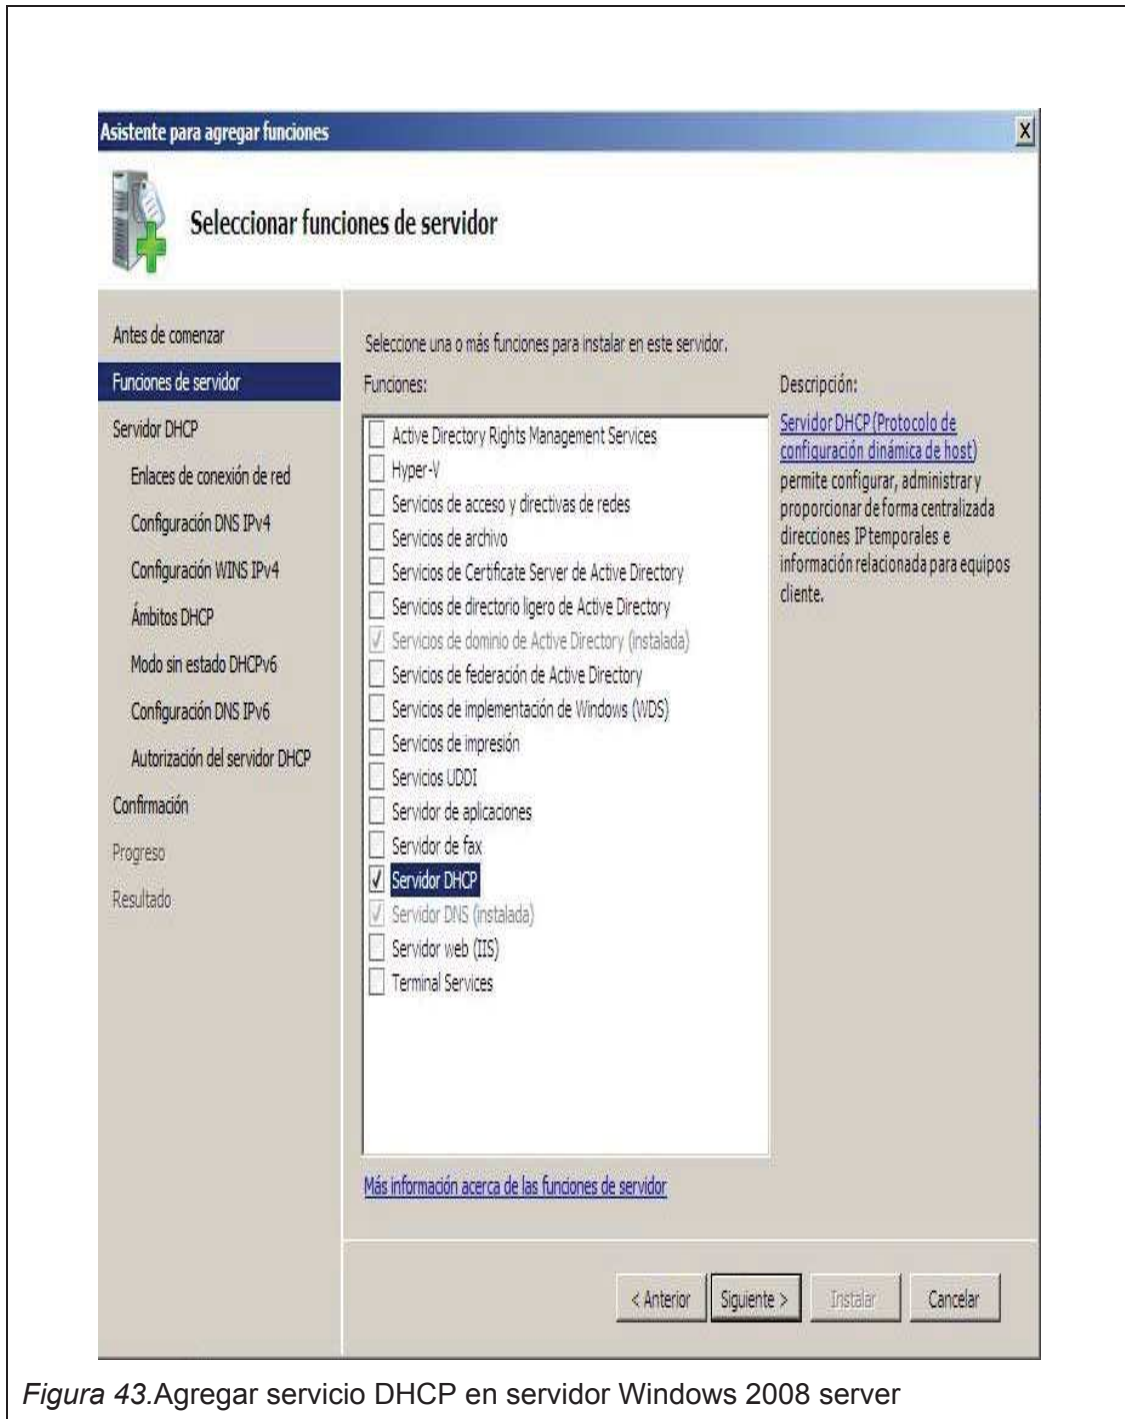 Asistente para agregar funciones
X
Seleccionar funciones de servidor
Antes de comenzar
Funciones de servidor
Servidor DHCP
Enlaces de conexión de red
Configuración DNS IPv4
Configuración WINS IPv4
Ámbitos DHCP
Modo sin estado DHCPv6
Configuración DNS IPv6
Autorización del servidor DHCP
Confirmación
Progreso
Resultado
Seleccione una o más funciones para instalar en este servidor.
Funciones:
Active Directory Rights Management Services
Hyper-V
Servicios de acceso y directivas de redes
Servicios de archivo
Servicios de Certificate Server de Active Directory
Servicios de directorio ligero de Active Directory
Servicios de dominio de Active Directory (instalada)
Servicios de federación de Active Directory
Servicios de implementación de Windows (WDS)
Servicios de impresión
Servicios UDDI
Servidor de aplicaciones
Servidor de fax
Servidor DHCP
Servidor DNS (instalada)
Servidor web (IIS)
Terminal Services
Más información acerca de las funciones de servidor
Descripción:
Servidor DHCP (Protocolo de
configuración dinámica de host)
permite configurar, administrar y
proporcionar de forma centralizada
direcciones IP temporales e
información relacionada para equipos
cliente.
< Anterior
Siguiente >
Instalar
Cancelar
Figura 43.Agregar servicio DHCP en servidor Windows 2008 server